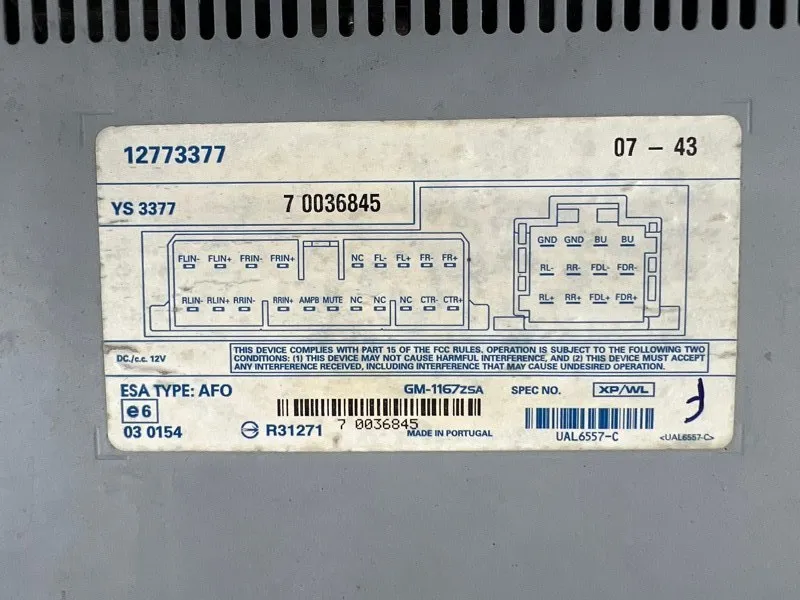 12773377
07 - 43
YS 3377
7 0036845
FLIN- FLIN+ FRIN- FRIN+ NC FL- FL+ FR- FR+
RLIN- RLIN+ RRIN- RRIN+ AMPB MUTE NC NC NC CTR- CTR+
GND GND BU BU
RL- RR- FDL- FDR-
RL+ RR+ FDL+ FDR+
DC./c.c. 12V
THIS DEVICE COMPLIES WITH PART 15 OF THE FCC RULES. OPERATION IS SUBJECT TO THE FOLLOWING TWO
CONDITIONS: (1) THIS DEVICE MAY NOT CAUSE HARMFUL INTERFERENCE, AND (2) THIS DEVICE MUST ACCEPT
ANY INTERFERENCE RECEIVED, INCLUDING INTERFERENCE THAT MAY CAUSE UNDESIRED OPERATION.
ESA TYPE: AFO
GM-1167ZSA
SPEC NO.
XP/WL
e6
03 0154
R31271
7 0036845
MADE IN PORTUGAL
UAL6557-C
<UAL6557-C>
F